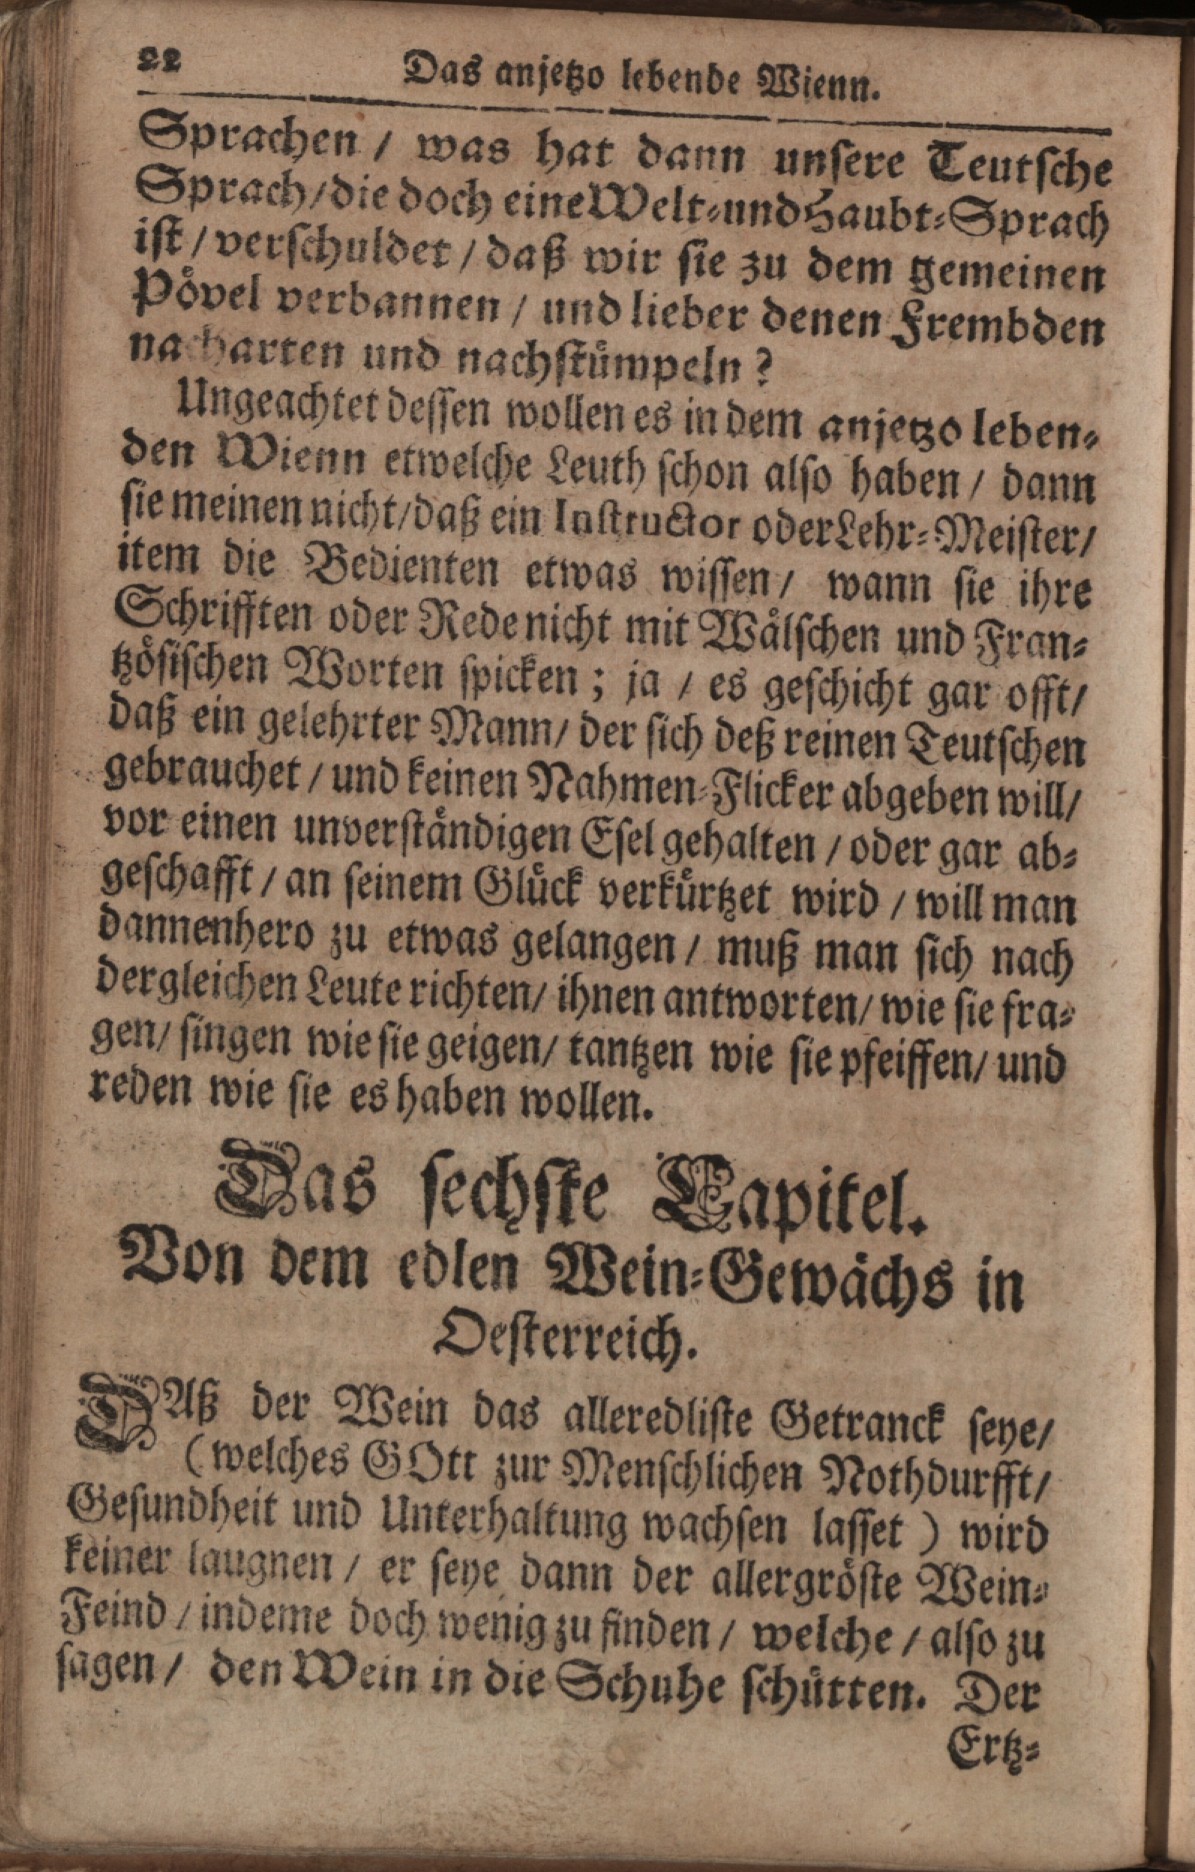 22 Das anjetzo lebende Wienn.
Sprachen / was hat dann unsere Teutsche
Sprach / die doch eine Welt- und Haubt-Sprach
ist / verschuldet / daß wir sie zu dem gemeinen
Pövel verbannen / und lieber denen Frembden
nacharten und nachstümpeln?
Ungeachtet dessen wollen es in dem anjetzo leben-
den Wienn etwelche Leuth schon also haben / dann
sie meinen nicht / daß ein Instructor oder Lehr-Meister /
item die Bedienten etwas wissen / wann sie ihre
Schrifften oder Rede nicht mit Wälschen und Fran-
tzösischen Worten spicken; ja / es geschicht gar offt /
daß ein gelehrter Mann / der sich deß reinen Teutschen
gebrauchet / und keinen Nahmen-Flicker abgeben will /
vor einen unverständigen Esel gehalten / oder gar ab-
geschafft / an seinem Glück verkürtzet wird / will man
dannenhero zu etwas gelangen / muß man sich nach
dergleichen Leute richten / ihnen antworten / wie sie fra-
gen / singen wie sie geigen / tantzen wie sie pfeiffen / und
reden wie sie es haben wollen.
Das sechste Capitel.
Von dem edlen Wein-Gewächs in
Oesterreich.
DAß der Wein das alleredliste Getranck seye /
(welches GOtt zur Menschlichen Nothdurfft /
Gesundheit und Unterhaltung wachsen lasset) wird
keiner laugnen / er seye dann der allergröste Wein-
Feind / indeme doch wenig zu finden / welche / also zu
sagen / den Wein in die Schuhe schütten. Der
Ertz-